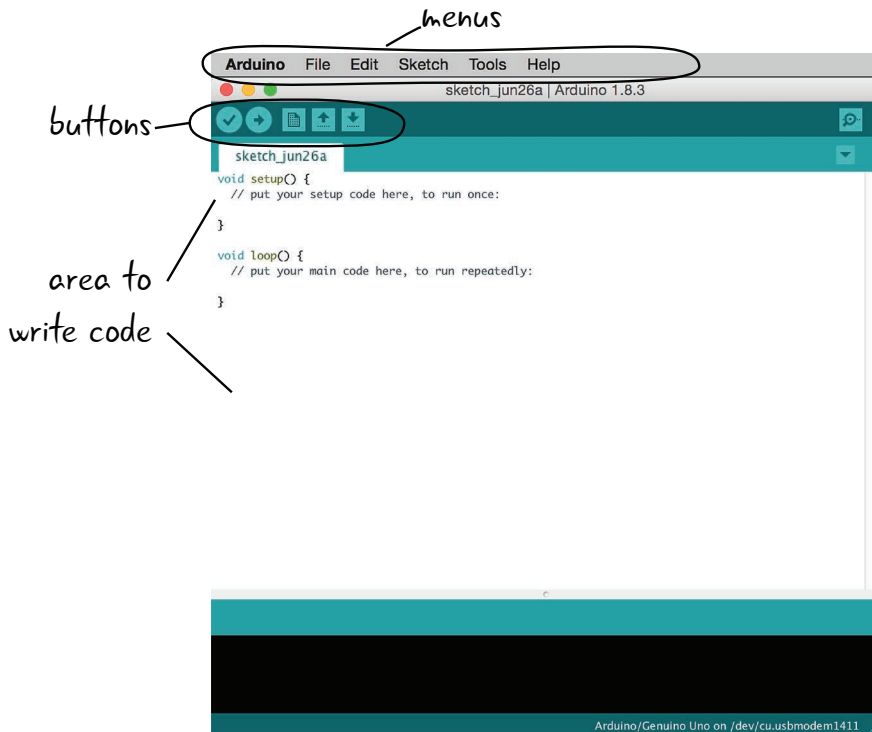 menus
Arduino File Edit Sketch Tools Help
sketch_jun26a | Arduino 1.8.3
buttons
sketch_jun26a
void setup() {
  // put your setup code here, to run once:
}
void loop() {
  // put your main code here, to run repeatedly:
}
area to
write code
Arduino/Genuino Uno on /dev/cu.usbmodem1411